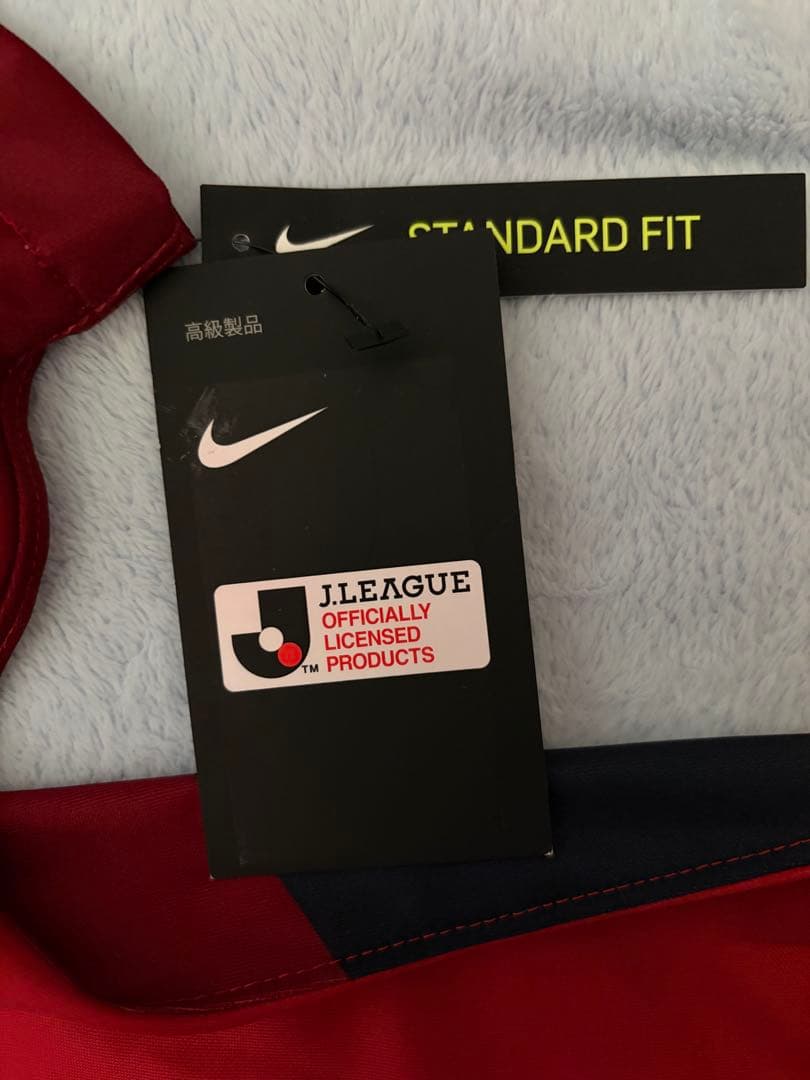 STANDARD FIT
高級製品
J.LEAGUE
OFFICIALLY
LICENSED
PRODUCTS
TM